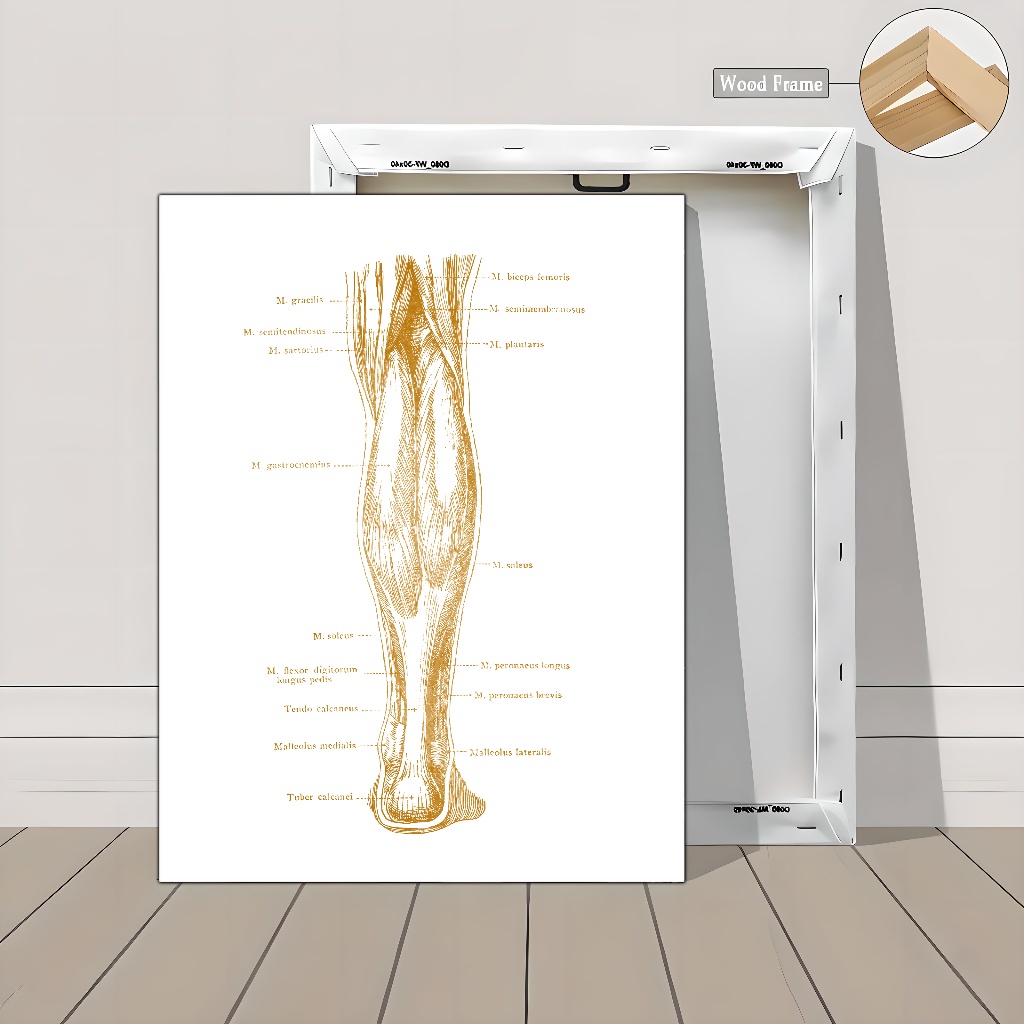 Wood Frame
M. biceps femoris
M. gracilis
M. semitendinosus
M. sartorius
M. plantaris
M. gastrocnemius
M. soleus
M. soleus
M. flexor digitorum
longus pedis
M. peronaeus longus
M. peronaeus brevis
Tendo calcaneus
Malleolus medialis
Malleolus lateralis
Tuber calcanei